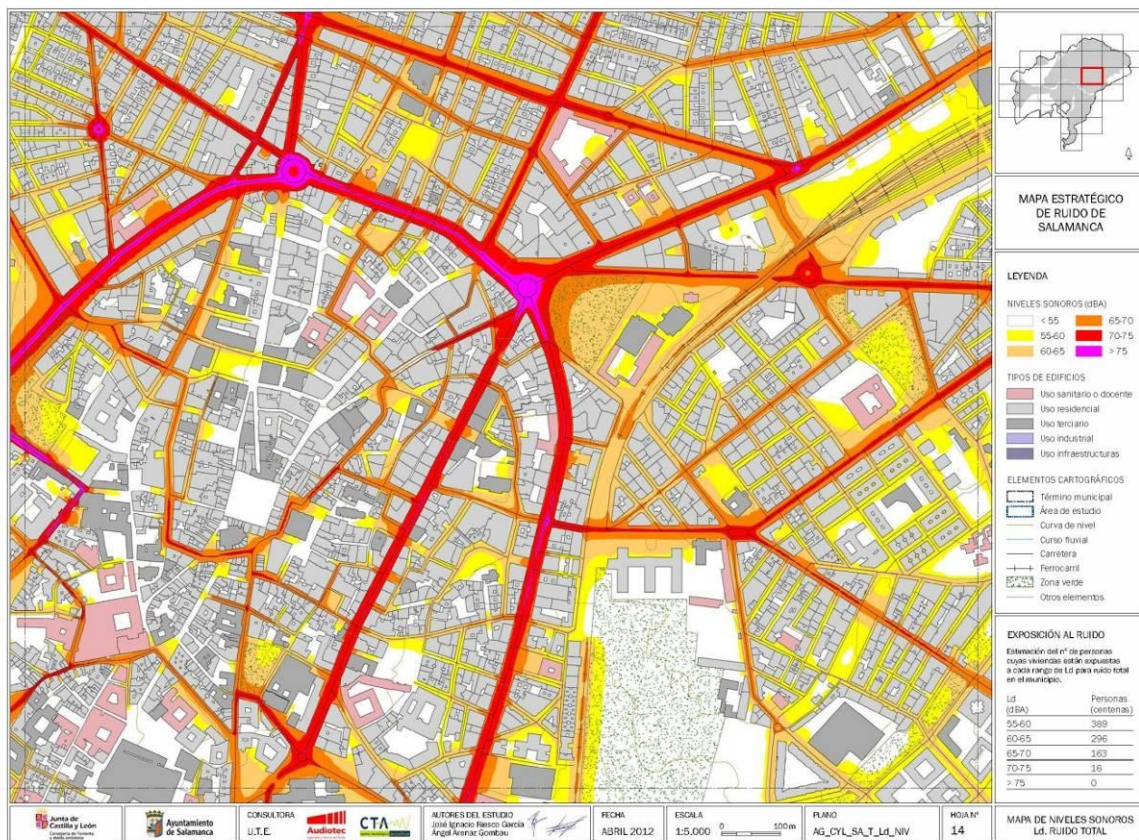 MAPA ESTRATÉGICO
DE RUIDO DE
SALAMANCA
LEYENDA
NIVELES SONOROS (dBA)
< 55
65-70
55-60
70-75
60-65
> 75
TIPOS DE EDIFICIOS
Uso sanitario o docente
Uso residencial
Uso terciario
Uso industrial
Uso infraestructuras
ELEMENTOS CARTOGRÁFICOS
Término municipal
Área de estudio
Curva de nivel
Curso fluvial
Carretera
Ferrocarril
Zona verde
Otros elementos
EXPOSICIÓN AL RUIDO
Estimación del nº de personas
cuyas viviendas están expuestas
a cada rango de Ld para ruido total
en el municipio.
Ld
(dBA)
Personas
(centenas)
55-60 389
60-65 296
65-70 163
70-75 16
> 75 0
Junta de
Castilla y León
Ayuntamiento
de Salamanca
CONSULTORA
U.T.E.
Audiotec
CTA
AUTORES DEL ESTUDIO
José Ignacio Riesco García
Ángel Arenaz Gombáu
FECHA
ABRIL 2012
ESCALA
1:5.000
0 100 m
PLANO
AG_CYL_SA_T_Ld_NIV
HOJA Nº
14
MAPA DE NIVELES SONOROS
Ld. RUIDO TOTAL